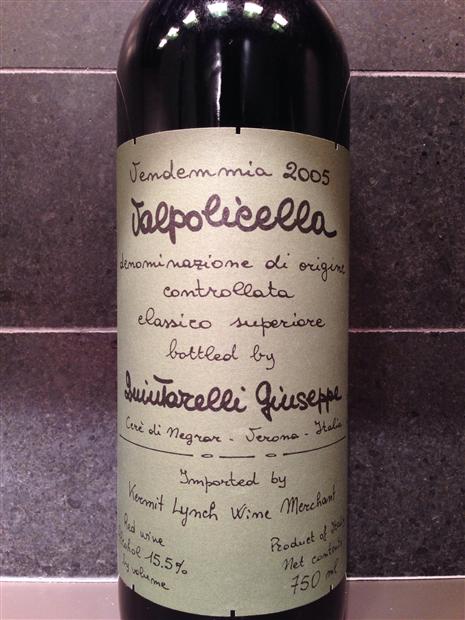 Vendemmia 2005
Valpolicella
denominazione di origine
controllata
classico superiore
bottled by
Quintarelli Giuseppe
Cerè di Negrar - Verona - Italia
Imported by
Kermit Lynch Wine Merchant
Red wine
alcohol 15.5%
by volume
Product of Italy
Net contents
750 ml